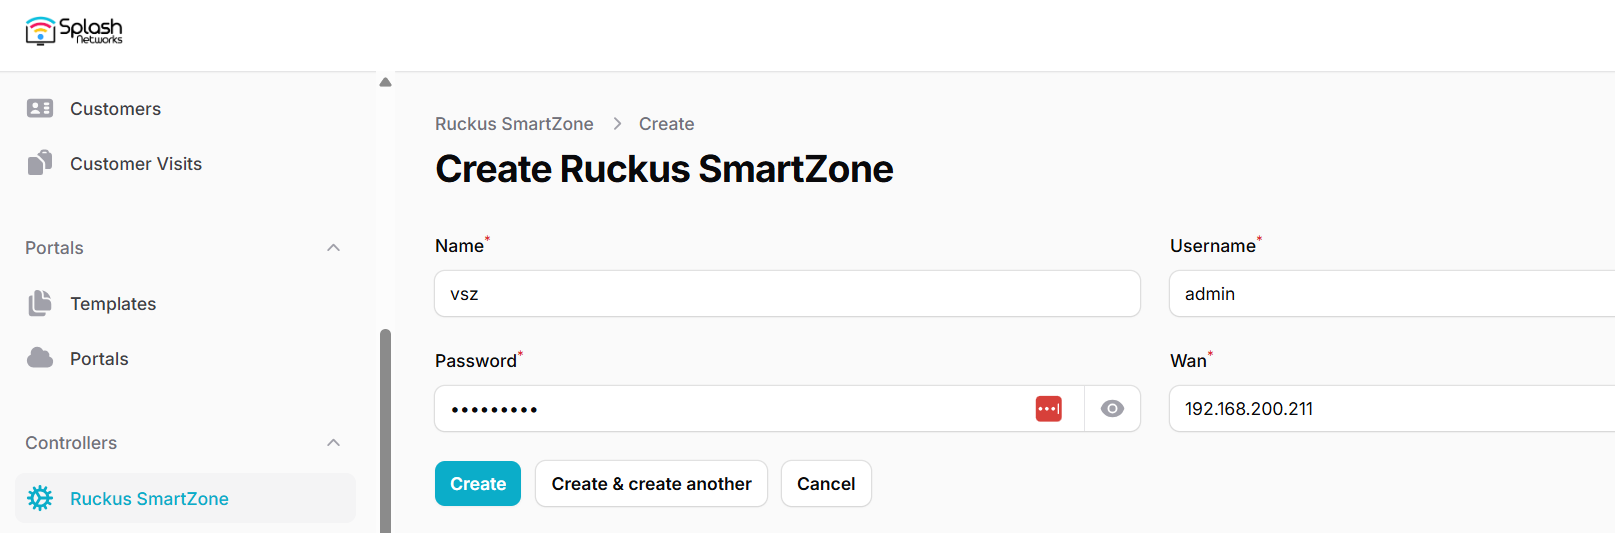 Splash
Networks
Customers
Customer Visits
Portals
Templates
Portals
Controllers
Ruckus SmartZone
Ruckus SmartZone > Create
Create Ruckus SmartZone
Name*
Username*
vsz
admin
Password*
Wan*
•••••••••
192.168.200.211
Create
Create & create another
Cancel